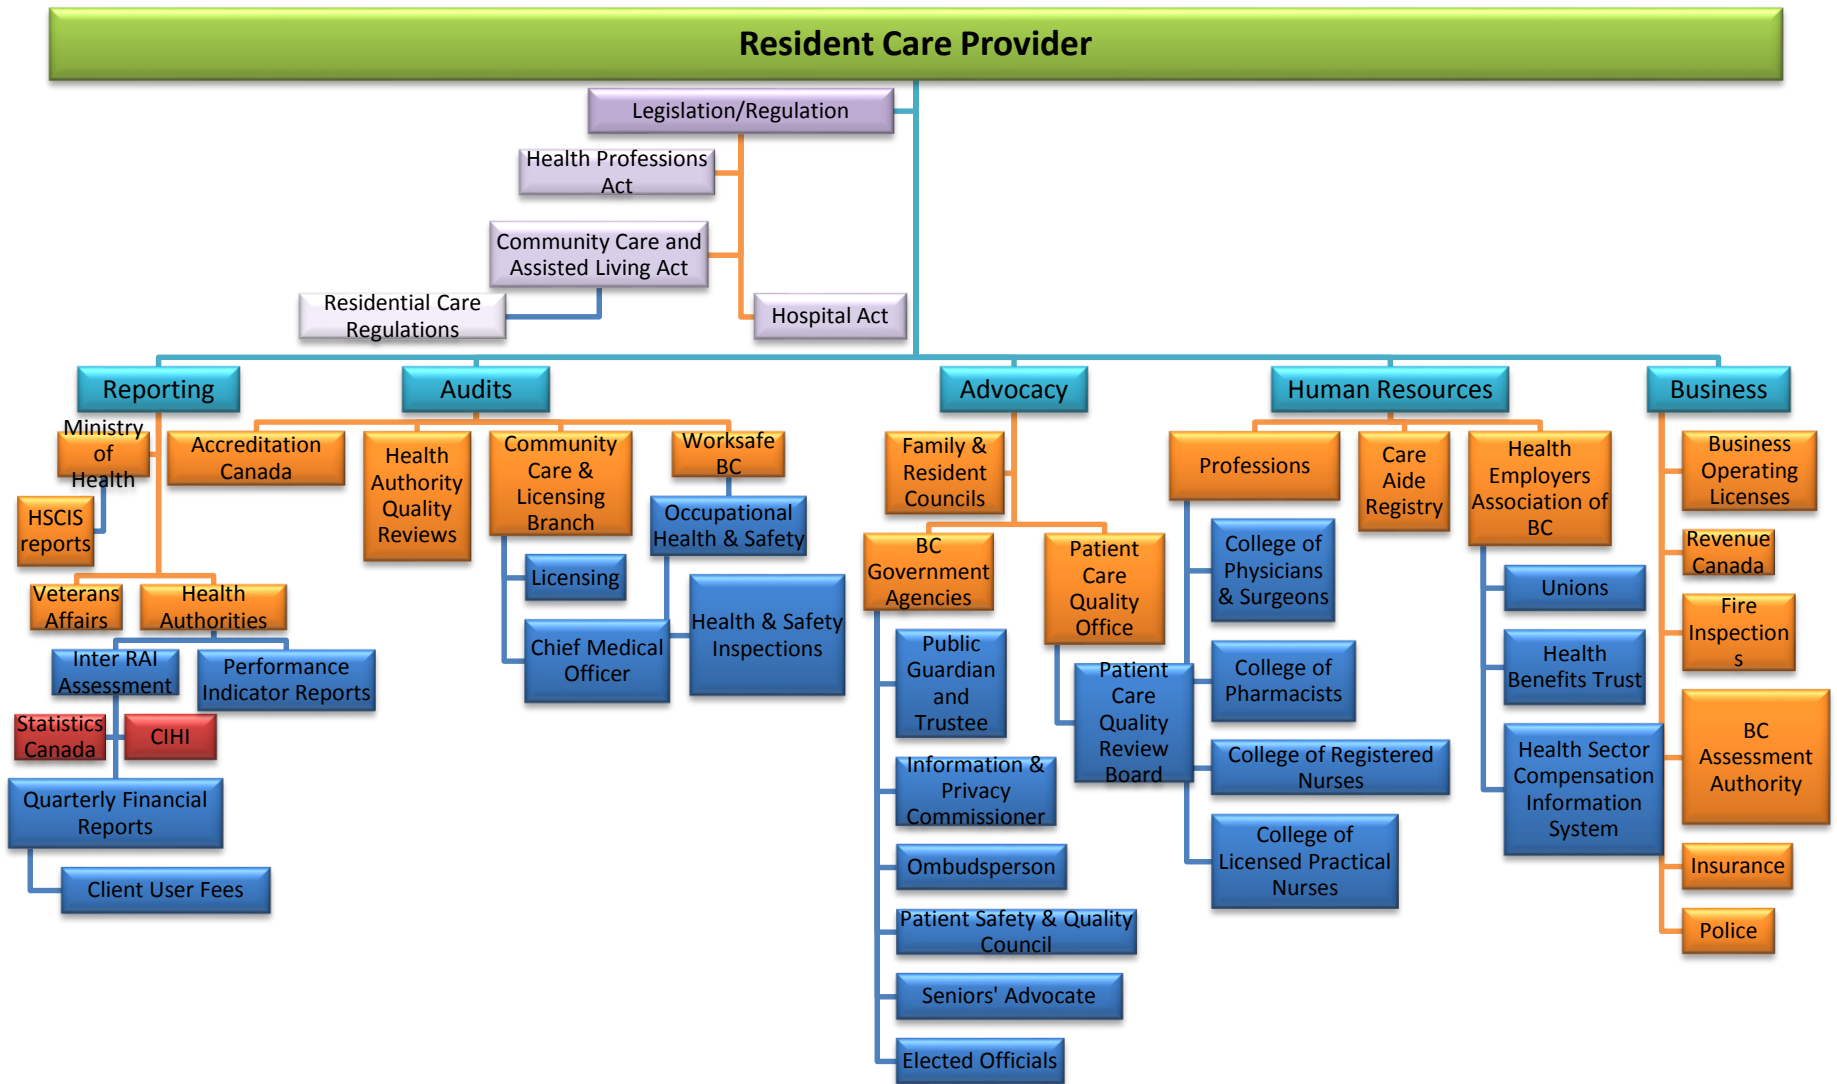 Resident Care Provider
Legislation/Regulation
Health Professions
Act
Community Care and
Assisted Living Act
Residential Care
Regulations
Hospital Act
Reporting
Audits
Advocacy
Human Resources
Business
Ministry
of
Health
HSCIS
reports
Veterans
Affairs
Health
Authorities
Inter RAI
Assessment
Performance
Indicator Reports
Statistics
Canada
CIHI
Quarterly Financial
Reports
Client User Fees
Accreditation
Canada
Health
Authority
Quality
Reviews
Community
Care &
Licensing
Branch
Licensing
Chief Medical
Officer
Worksafe
BC
Occupational
Health & Safety
Health & Safety
Inspections
Family &
Resident
Councils
BC
Government
Agencies
Public
Guardian
and
Trustee
Information &
Privacy
Commissioner
Ombudsperson
Patient Safety & Quality
Council
Seniors' Advocate
Elected Officials
Patient
Care
Quality
Office
Patient
Care
Quality
Review
Board
Professions
College of
Physicians
& Surgeons
College of
Pharmacists
College of Registered
Nurses
College of
Licensed Practical
Nurses
Care
Aide
Registry
Health
Employers
Association of
BC
Unions
Health
Benefits Trust
Health Sector
Compensation
Information
System
Business
Operating
Licenses
Revenue
Canada
Fire
Inspection
s
BC
Assessment
Authority
Insurance
Police